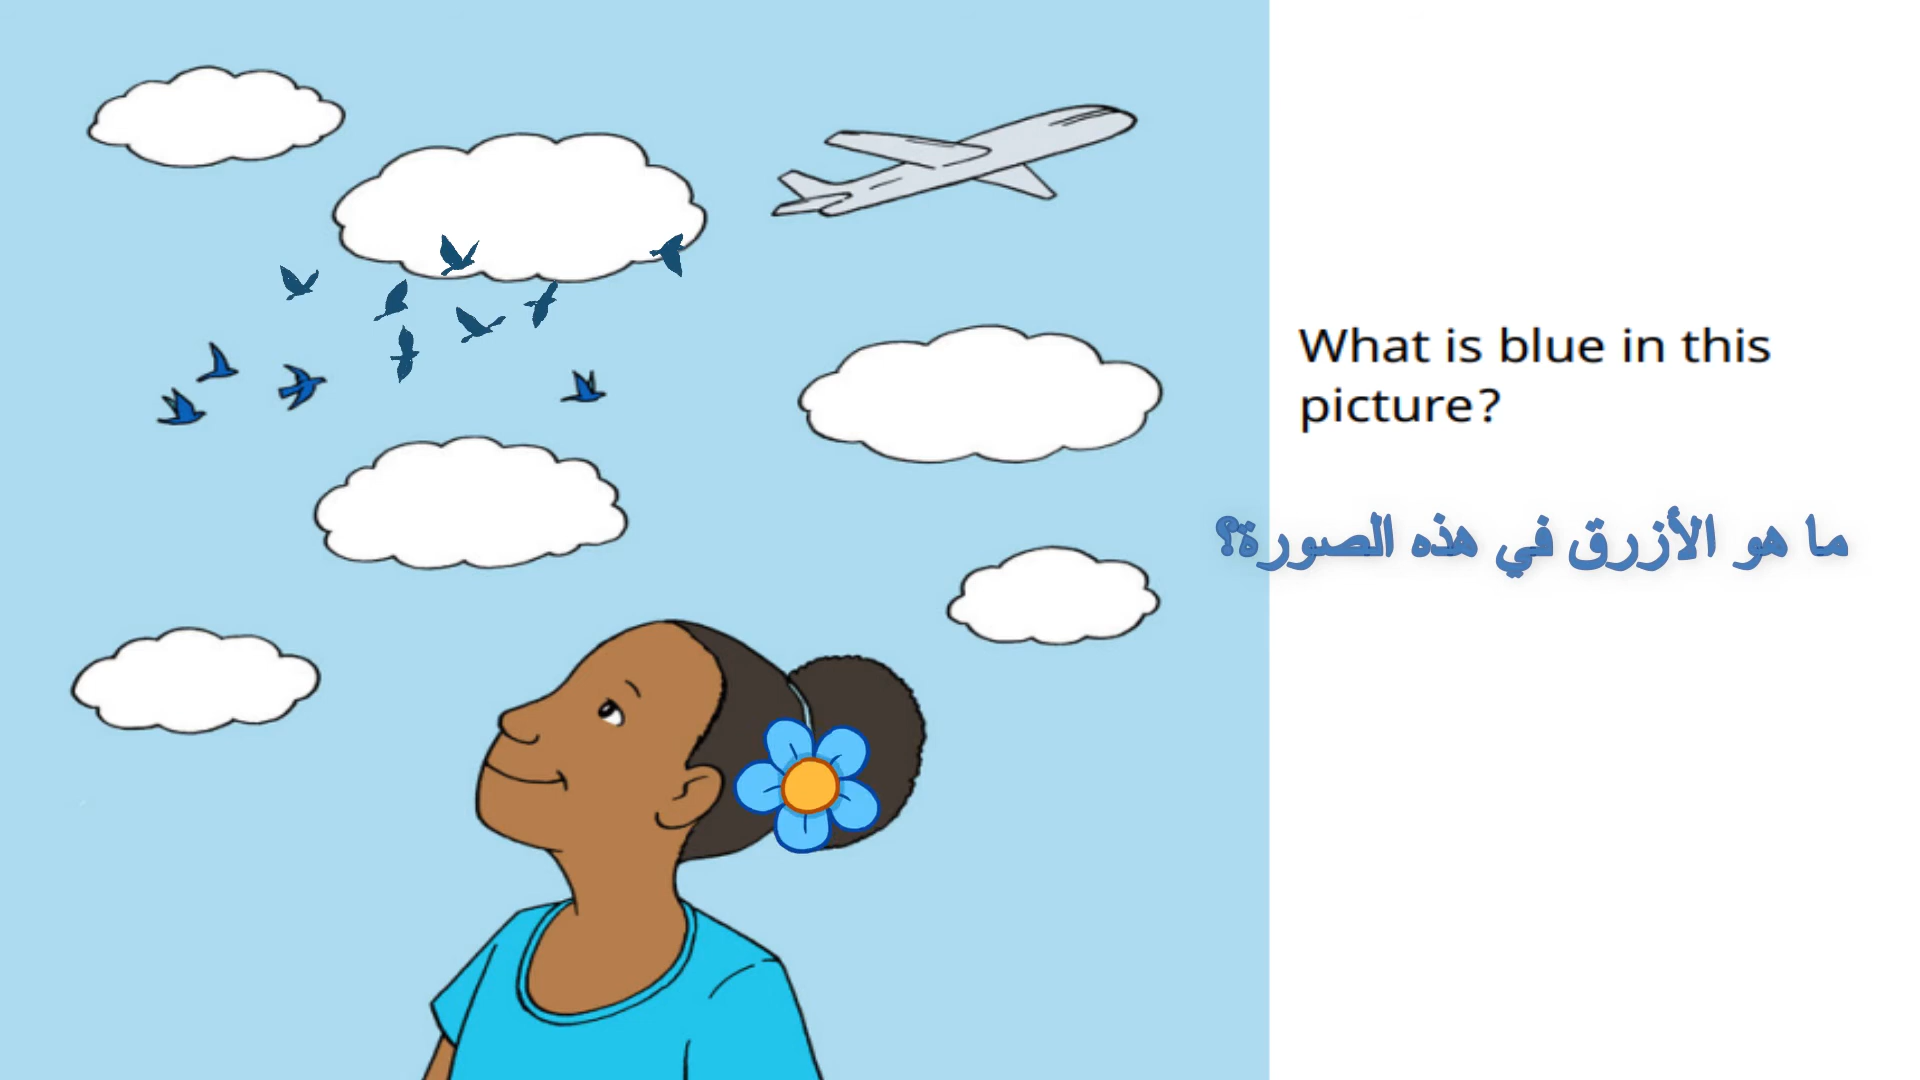 What is blue in this
picture?
ما هو الأزرق في هذه الصورة؟